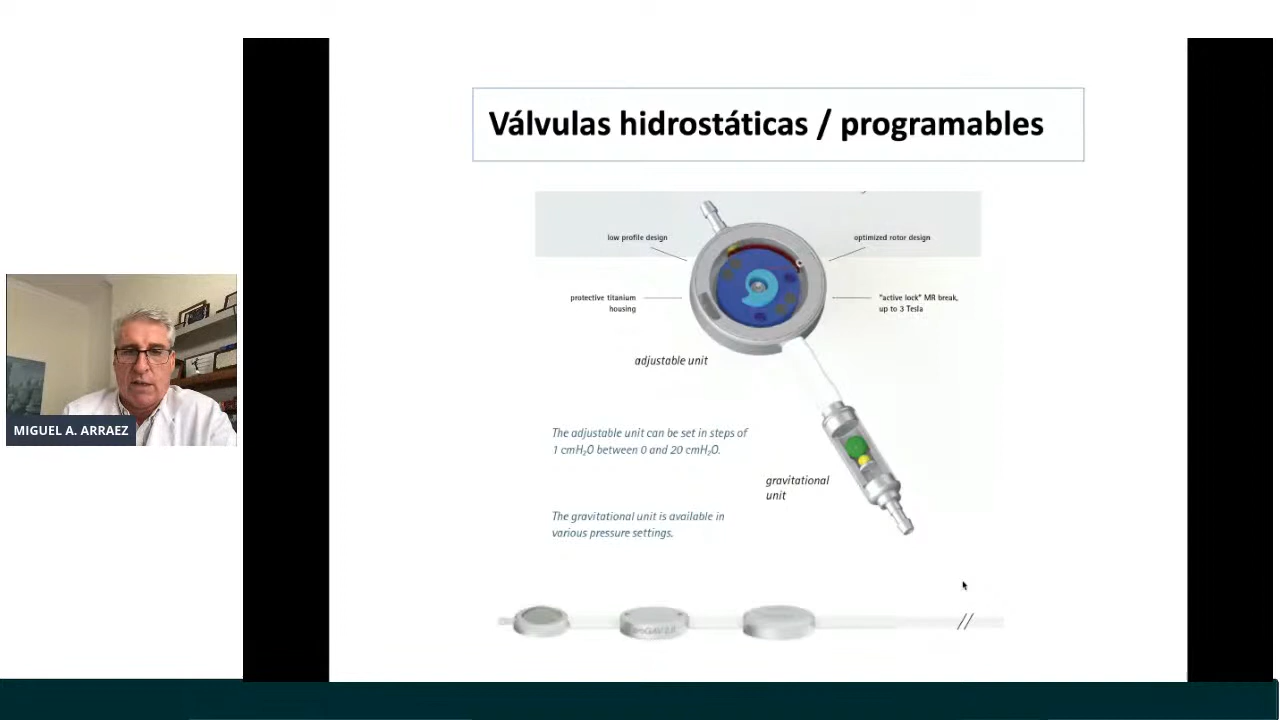 Válvulas hidrostáticas / programables
low profile design
optimized rotor design
protective titanium
housing
"active lock" MR break,
up to 3 Tesla
adjustable unit
MIGUEL A. ARRAEZ
The adjustable unit can be set in steps of
1 cmH₂O between 0 and 20 cmH₂O.
gravitational
unit
The gravitational unit is available in
various pressure settings.
//